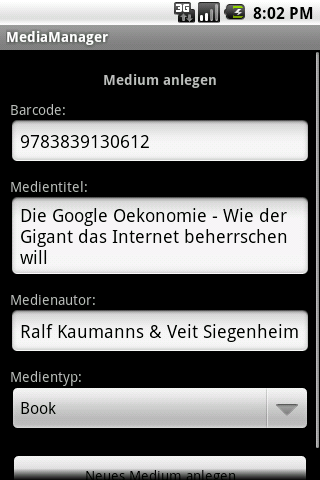 3G 8:02 PM
MediaManager
Medium anlegen
Barcode:
9783839130612
Medientitel:
Die Google Oekonomie - Wie der
Gigant das Internet beherrschen
will
Medienautor:
Ralf Kaumanns & Veit Siegenheim
Medientyp:
Book
Neues Medium anlegen